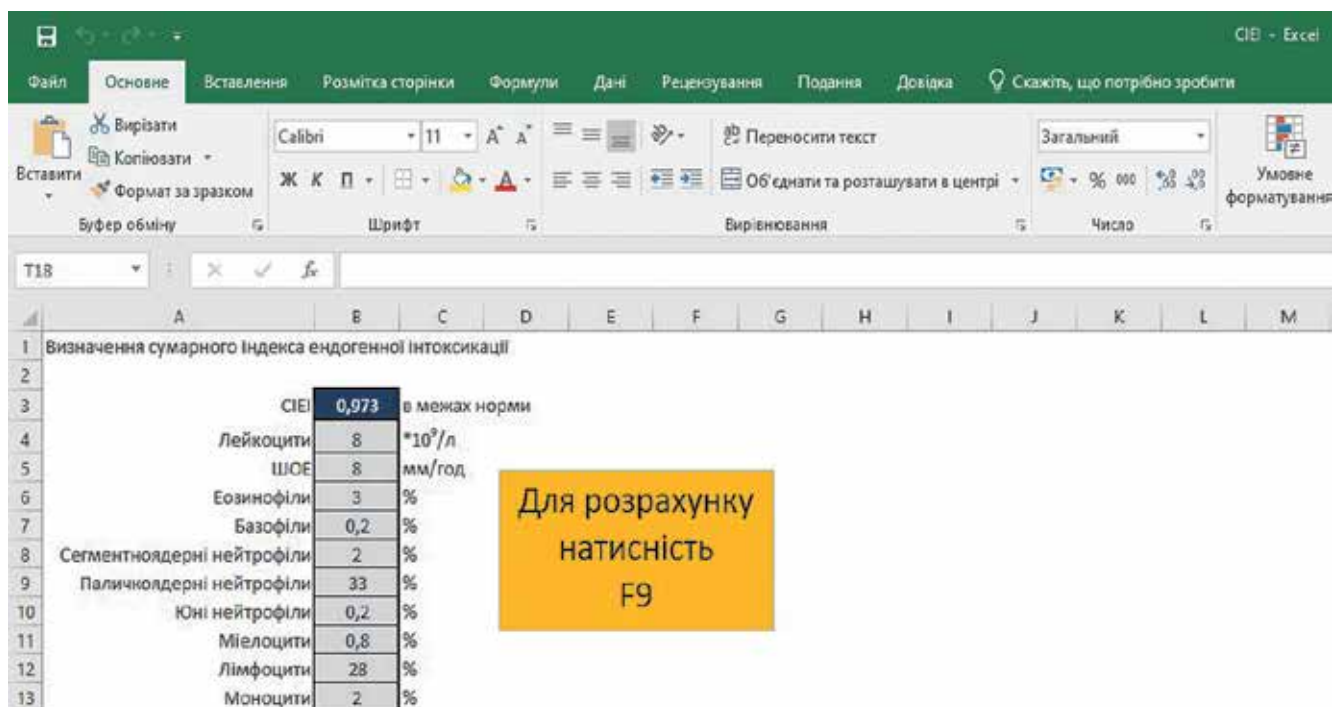 СІЕІ - Excel
Файл Основне Вставлення Розмітка сторінки Формули Дані Рецензування Подання Довідка Скажіть, що потрібно зробити
Вставити
Вирізати
Копіювати
Формат за зразком
Буфер обміну
Calibri 11
Ж К П
Шрифт
Переносити текст
Об'єднати та розташувати в центрі
Вирівнювання
Загальний
% 000
Число
Умовне форматування
T18 fx
A B C D E F G H I J K L M
1 Визначення сумарного індекса ендогенної інтоксикації
2
3 СІЕІ 0,973 в межах норми
4 Лейкоцити 8 *10⁹/л
5 ШОЕ 8 мм/год
6 Еозинофіли 3 %
7 Базофіли 0,2 %
8 Сегментноядерні нейтрофіли 2 %
9 Паличкоядерні нейтрофіли 33 %
10 Юні нейтрофіли 0,2 %
11 Міелоцити 0,8 %
12 Лімфоцити 28 %
13 Моноцити 2 %
Для розрахунку
натисність
F9